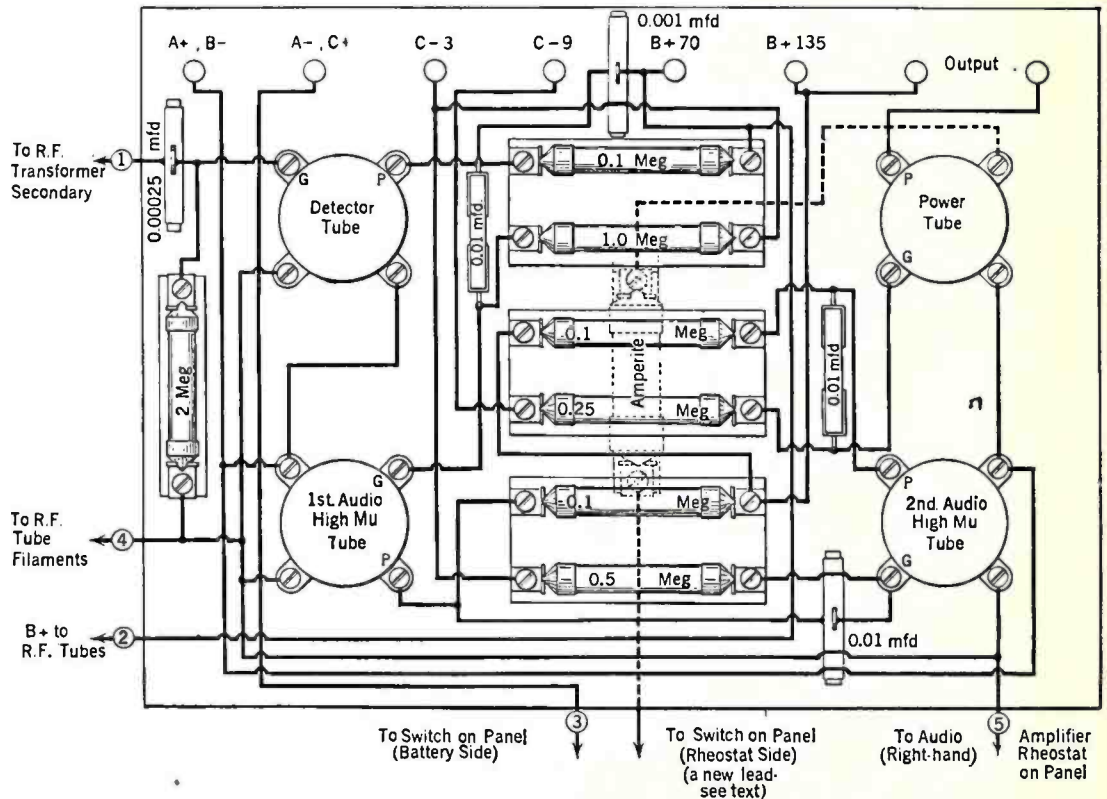 0.001 mfd
A+ , B-
A- , C+
C-3
C-9
B+70
B+135
Output
To R.F.
Transformer
Secondary
1
0.00025 mfd
G
P
Detector
Tube
0.01 mfd
0.1 Meg
1.0 Meg
P
Power
Tube
G
2 Meg
0.1 Meg
Amperite
0.25 Meg
0.01 mfd
To R.F.
Tube
Filaments
4
1st. Audio
High Mu
Tube
G
P
0.1 Meg
0.5 Meg
P
2nd. Audio
High Mu
Tube
G
B+ to
R.F. Tubes
2
0.01 mfd
3
To Switch on Panel
(Battery Side)
To Switch on Panel
(Rheostat Side)
(a new lead-
see text)
To Audio
(Right-hand)
5
Amplifier
Rheostat
on Panel